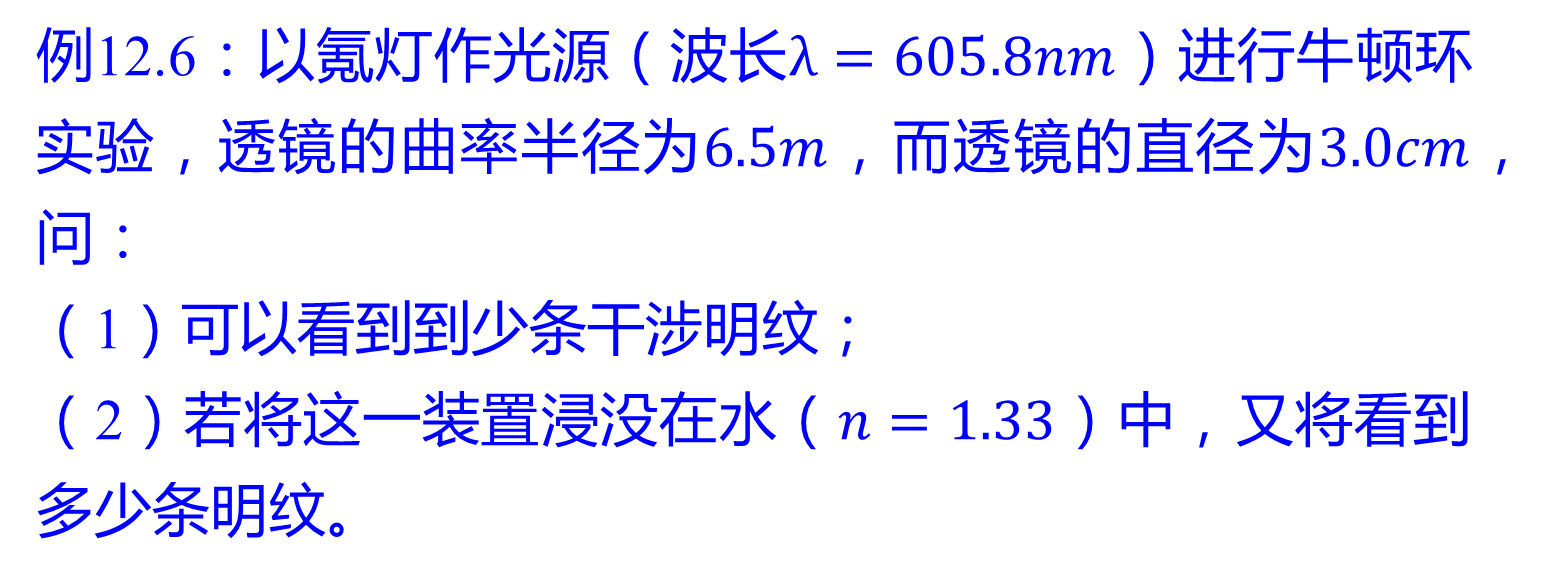 例12.6：以氪灯作光源（波长λ = 605.8nm）进行牛顿环
实验，透镜的曲率半径为6.5m，而透镜的直径为3.0cm，
问：
（1）可以看到到少条干涉明纹；
（2）若将这一装置浸没在水（n = 1.33）中，又将看到
多少条明纹。